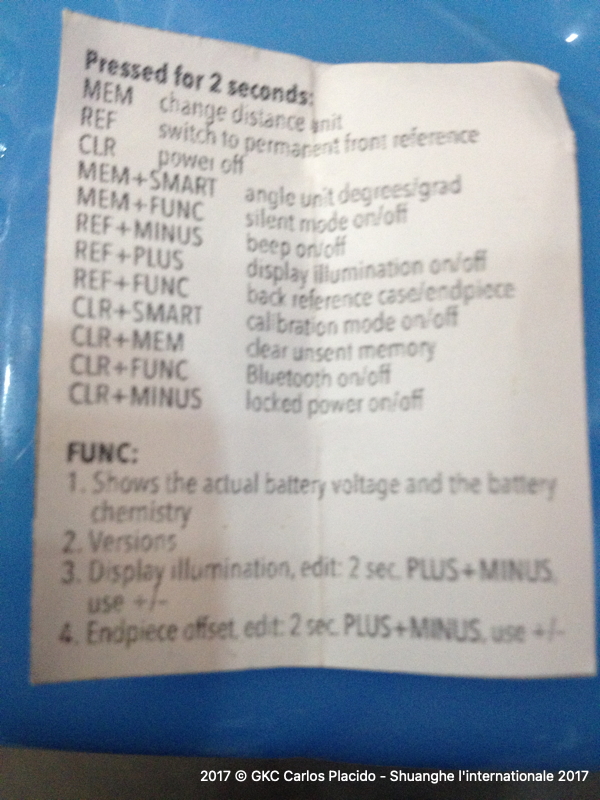 Pressed for 2 seconds:
MEM change distance unit
REF switch to permanent front reference
CLR power off
MEM+SMART angle unit degrees/grad
MEM+FUNC silent mode on/off
REF+MINUS beep on/off
REF+PLUS display illumination on/off
REF+FUNC back reference case/endpiece
CLR+SMART calibration mode on/off
CLR+MEM clear unsent memory
CLR+FUNC Bluetooth on/off
CLR+MINUS locked power on/off
FUNC:
1. Shows the actual battery voltage and the battery
chemistry
2. Versions
3. Display illumination, edit: 2 sec. PLUS+MINUS,
use +/-
4. Endpiece offset, edit: 2 sec. PLUS+MINUS, use +/-
2017 © GKC Carlos Placido - Shuanghe l'internationale 2017